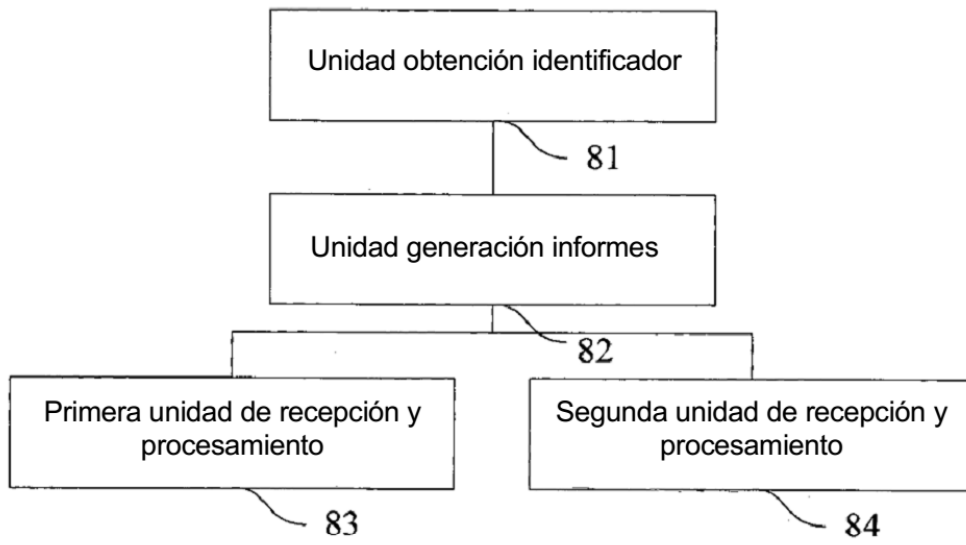 Unidad obtención identificador
81
Unidad generación informes
82
Primera unidad de recepción y
procesamiento
83
Segunda unidad de recepción y
procesamiento
84